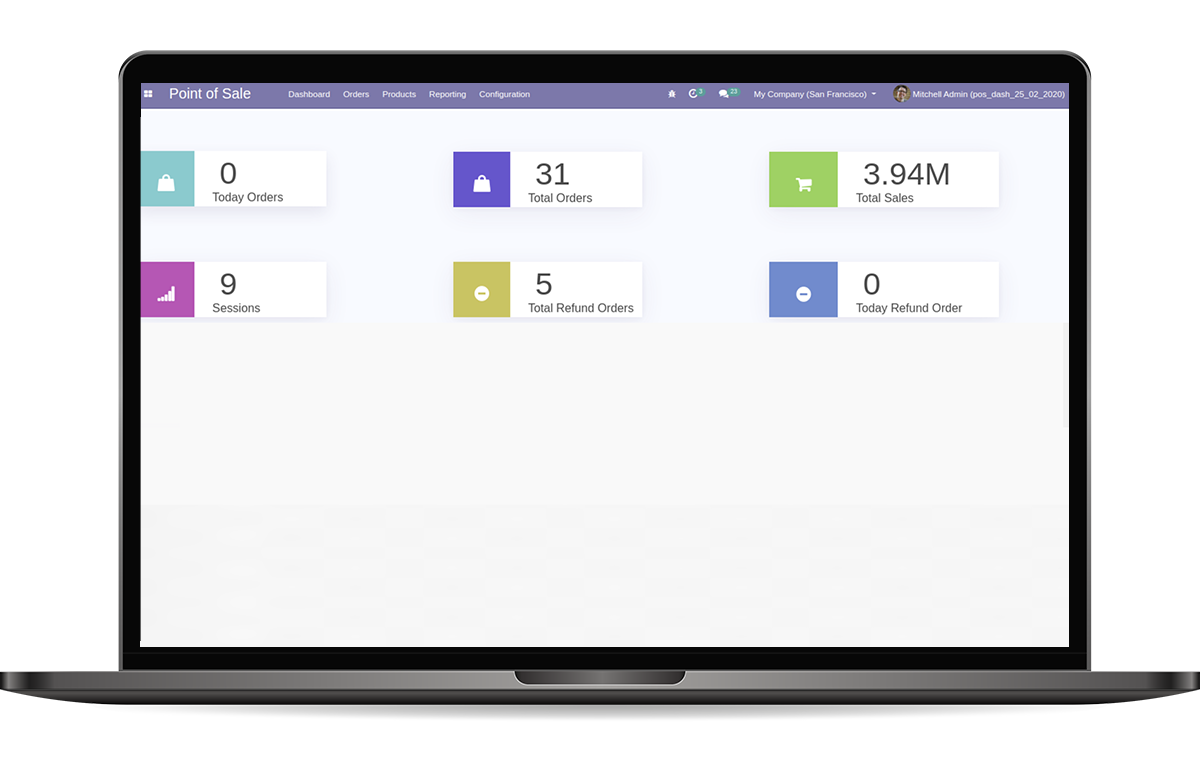 Point of Sale Dashboard Orders Products Reporting Configuration 3 23 My Company (San Francisco) Mitchell Admin (pos_dash_25_02_2020)
0 31 3.94M
Today Orders Total Orders Total Sales
9 5 0
Sessions Total Refund Orders Today Refund Order